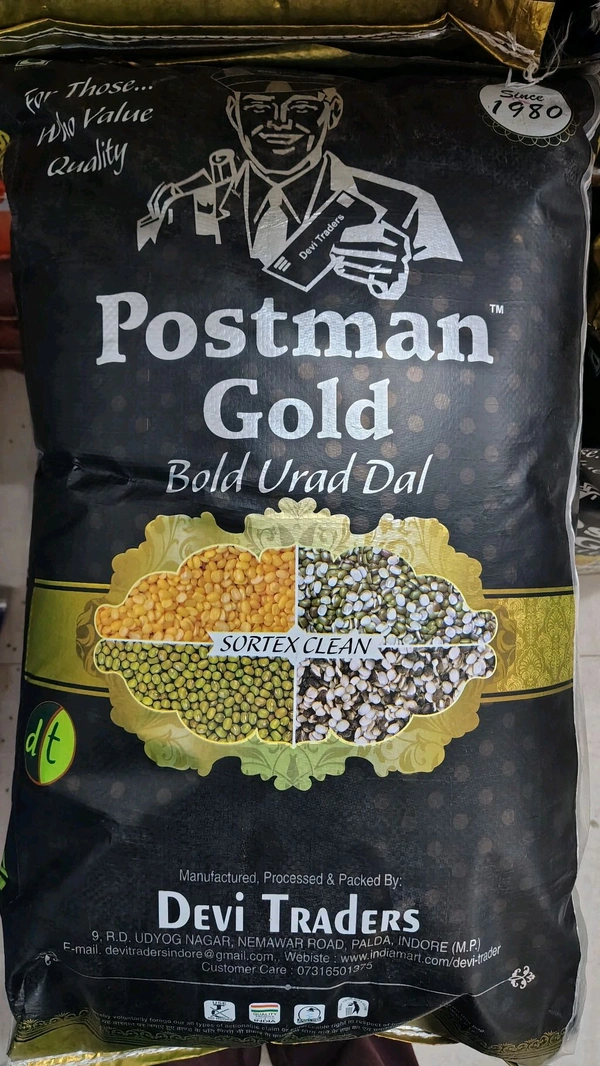 For Those...
Who Value
Quality
Since
1980
Devi Traders
Postman™
Gold
Bold Urad Dal
SORTEX CLEAN
dt
Manufactured, Processed & Packed By:
DEVI TRADERS
9, R.D. UDYOG NAGAR, NEMAWAR ROAD, PALDA, INDORE (M.P.)
E-mail. devitradersindore@gmail.com, Webiste : www.indiamart.com/devi-trader
Customer Care : 07316501375